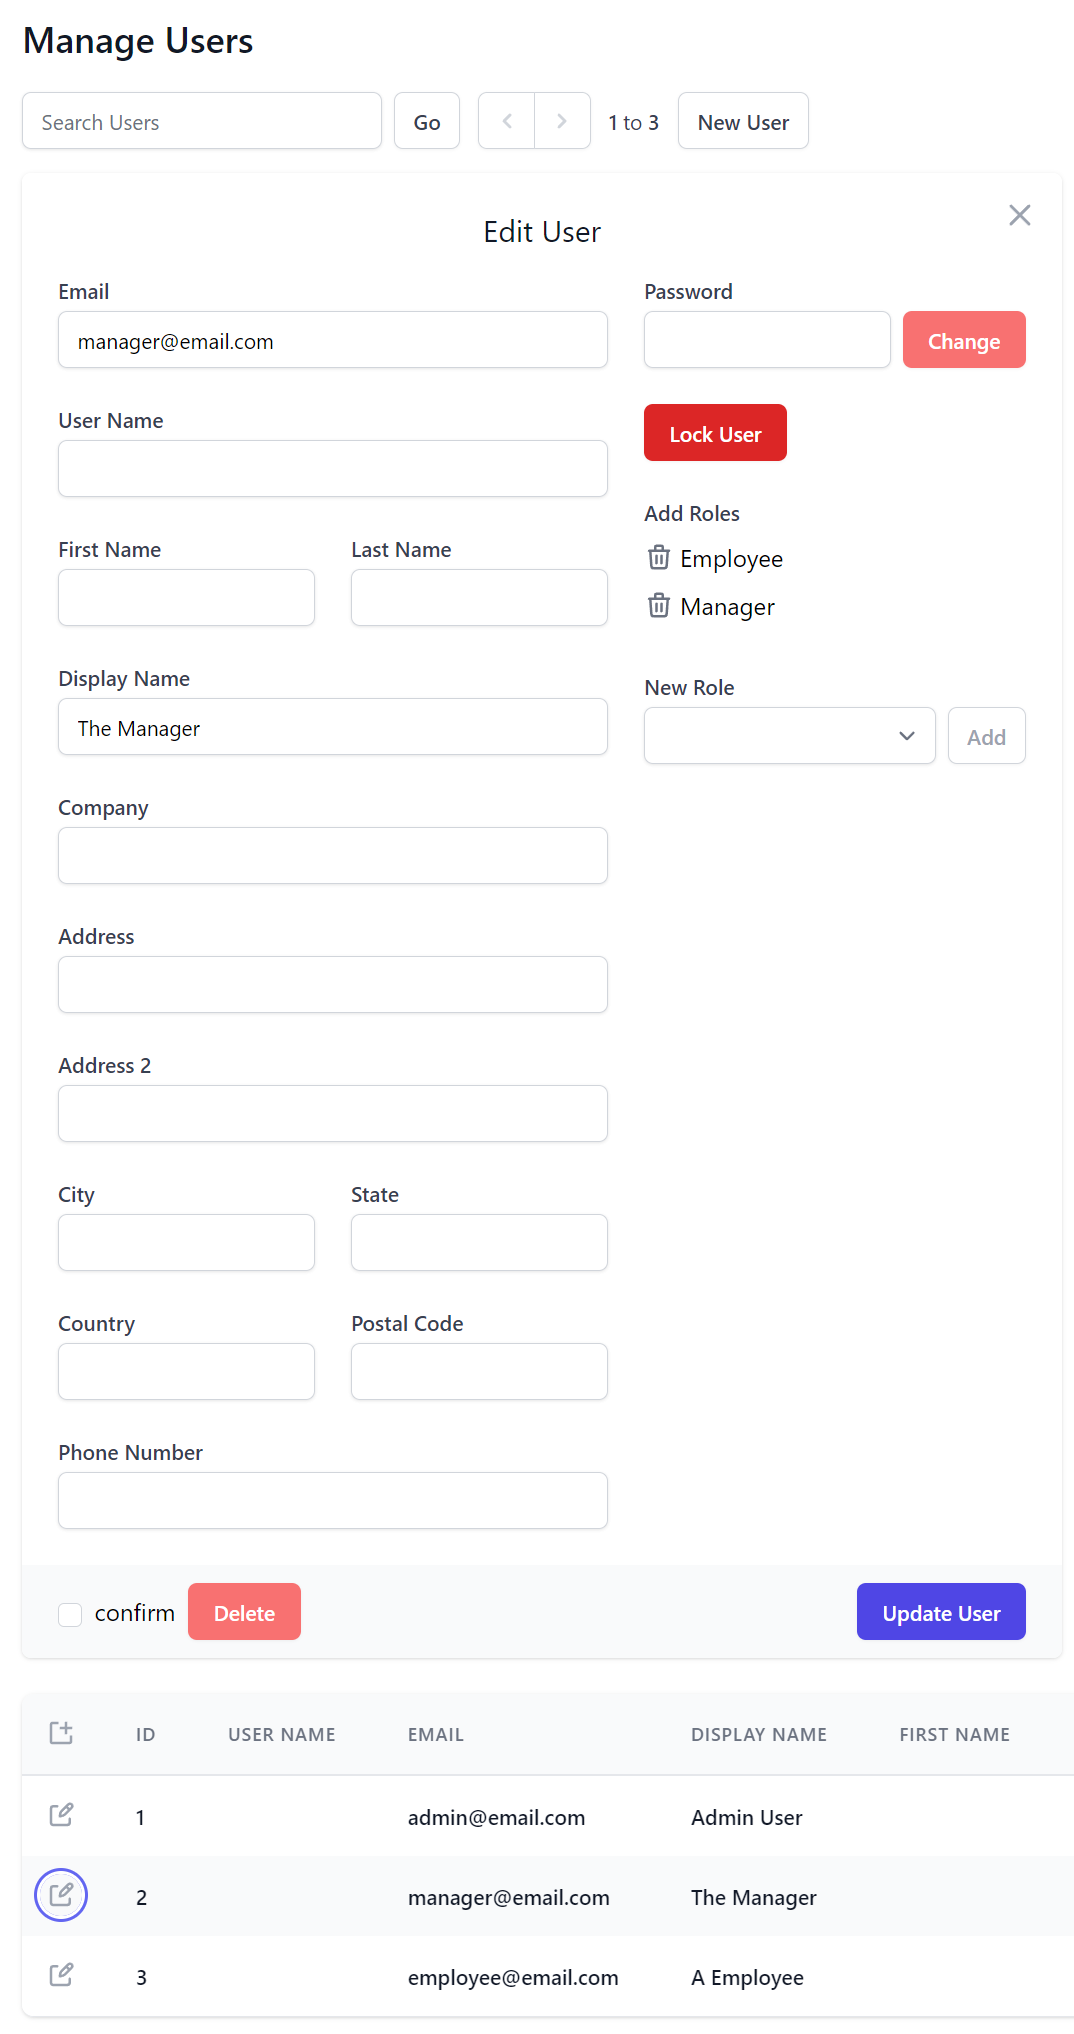 Manage Users
Search Users
Go
1 to 3
New User
Edit User
Email
manager@email.com
User Name
First Name
Last Name
Display Name
The Manager
Company
Address
Address 2
City
State
Country
Postal Code
Phone Number
Password
Change
Lock User
Add Roles
Employee
Manager
New Role
Add
confirm
Delete
Update User
ID USER NAME EMAIL DISPLAY NAME FIRST NAME
1 admin@email.com Admin User
2 manager@email.com The Manager
3 employee@email.com A Employee